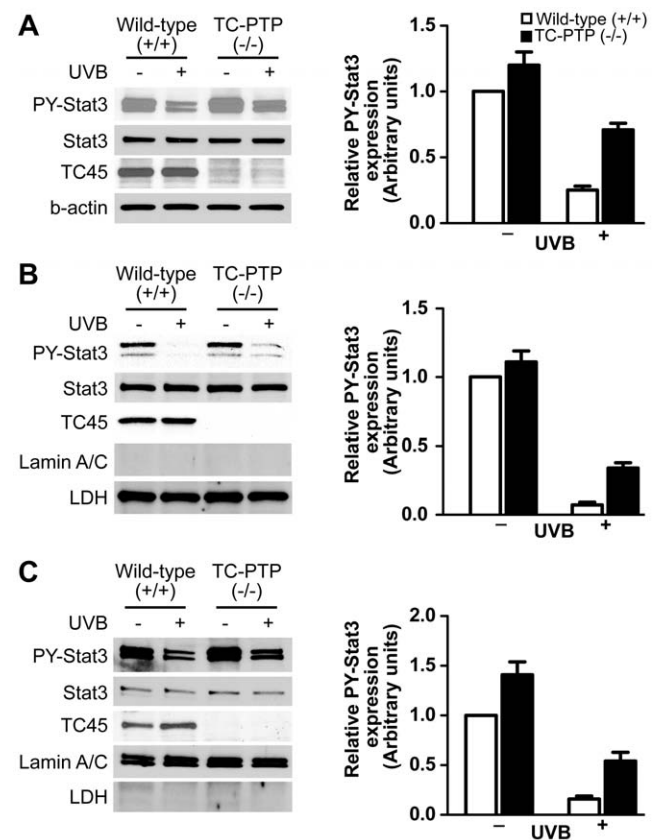 A
Wild-type
(+/+)
TC-PTP
(-/-)
UVB - + - +
PY-Stat3
Stat3
TC45
b-actin
Relative PY-Stat3
expression
(Arbitrary units)
1.5
1.0
0.5
0.0
Wild-type (+/+)
TC-PTP (-/-)
– UVB +
B
Wild-type
(+/+)
TC-PTP
(-/-)
UVB - + - +
PY-Stat3
Stat3
TC45
Lamin A/C
LDH
Relative PY-Stat3
expression
(Arbitrary units)
1.5
1.0
0.5
0.0
– UVB +
C
Wild-type
(+/+)
TC-PTP
(-/-)
UVB - + - +
PY-Stat3
Stat3
TC45
Lamin A/C
LDH
Relative PY-Stat3
expression
(Arbitrary units)
2.0
1.5
1.0
0.5
0.0
– UVB +